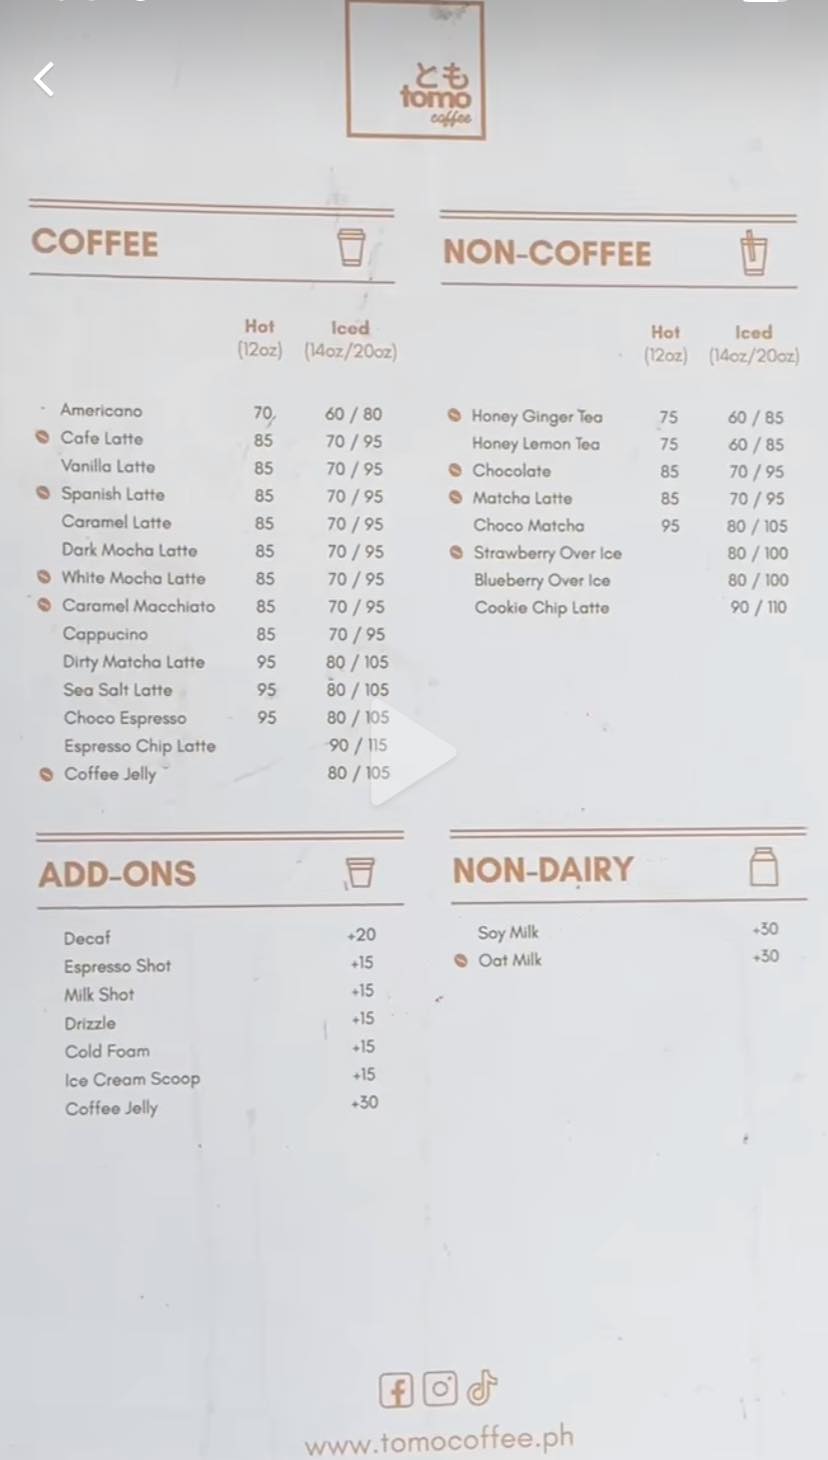 とも
tomo
coffee
COFFEE
Hot Iced
(12oz) (14oz/20oz)
Americano 70 60 / 80
Cafe Latte 85 70 / 95
Vanilla Latte 85 70 / 95
Spanish Latte 85 70 / 95
Caramel Latte 85 70 / 95
Dark Mocha Latte 85 70 / 95
White Mocha Latte 85 70 / 95
Caramel Macchiato 85 70 / 95
Cappucino 85 70 / 95
Dirty Matcha Latte 95 80 / 105
Sea Salt Latte 95 80 / 105
Choco Espresso 95 80 / 105
Espresso Chip Latte 90 / 115
Coffee Jelly 80 / 105
NON-COFFEE
Hot Iced
(12oz) (14oz/20oz)
Honey Ginger Tea 75 60 / 85
Honey Lemon Tea 75 60 / 85
Chocolate 85 70 / 95
Matcha Latte 85 70 / 95
Choco Matcha 95 80 / 105
Strawberry Over Ice 80 / 100
Blueberry Over Ice 80 / 100
Cookie Chip Latte 90 / 110
ADD-ONS
Decaf +20
Espresso Shot +15
Milk Shot +15
Drizzle +15
Cold Foam +15
Ice Cream Scoop +15
Coffee Jelly +30
NON-DAIRY
Soy Milk +30
Oat Milk +30
www.tomocoffee.ph